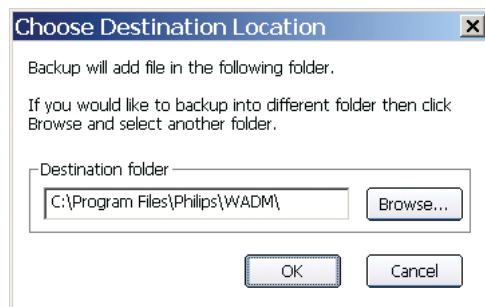 Choose Destination Location
Backup will add file in the following folder.
If you would like to backup into different folder then click
Browse and select another folder.
Destination folder
C:\Program Files\Philips\WADM\
Browse...
OK
Cancel